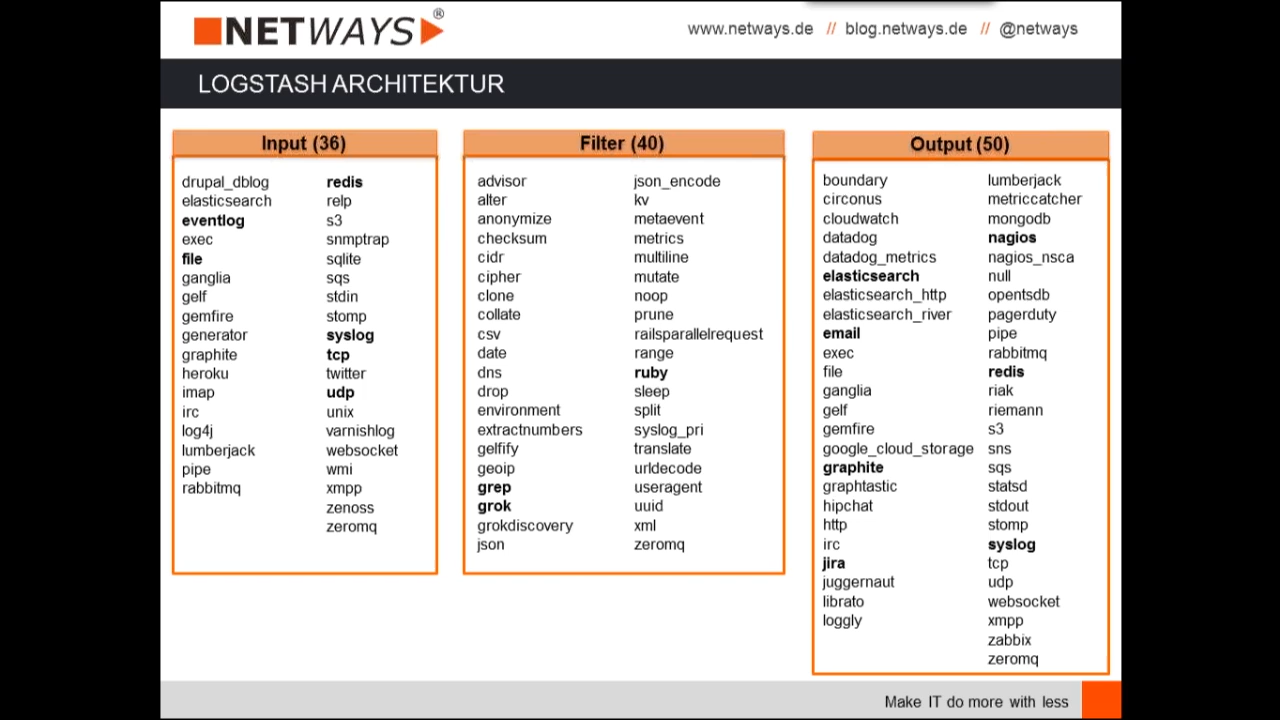 NETWAYS®
www.netways.de // blog.netways.de // @netways
LOGSTASH ARCHITEKTUR
Input (36)
drupal_dblog
elasticsearch
eventlog
exec
file
ganglia
gelf
gemfire
generator
graphite
heroku
imap
irc
log4j
lumberjack
pipe
rabbitmq
redis
relp
s3
snmptrap
sqlite
sqs
stdin
stomp
syslog
tcp
twitter
udp
unix
varnishlog
websocket
wmi
xmpp
zenoss
zeromq
Filter (40)
advisor
alter
anonymize
checksum
cidr
cipher
clone
collate
csv
date
dns
drop
environment
extractnumbers
gelfify
geoip
grep
grok
grokdiscovery
json
json_encode
kv
metaevent
metrics
multiline
mutate
noop
prune
railsparallelrequest
range
ruby
sleep
split
syslog_pri
translate
urldecode
useragent
uuid
xml
zeromq
Output (50)
boundary
circonus
cloudwatch
datadog
datadog_metrics
elasticsearch
elasticsearch_http
elasticsearch_river
email
exec
file
ganglia
gelf
gemfire
google_cloud_storage
graphite
graphtastic
hipchat
http
irc
jira
juggernaut
librato
loggly
lumberjack
metriccatcher
mongodb
nagios
nagios_nsca
null
opentsdb
pagerduty
pipe
rabbitmq
redis
riak
riemann
s3
sns
sqs
statsd
stdout
stomp
syslog
tcp
udp
websocket
xmpp
zabbix
zeromq
Make IT do more with less